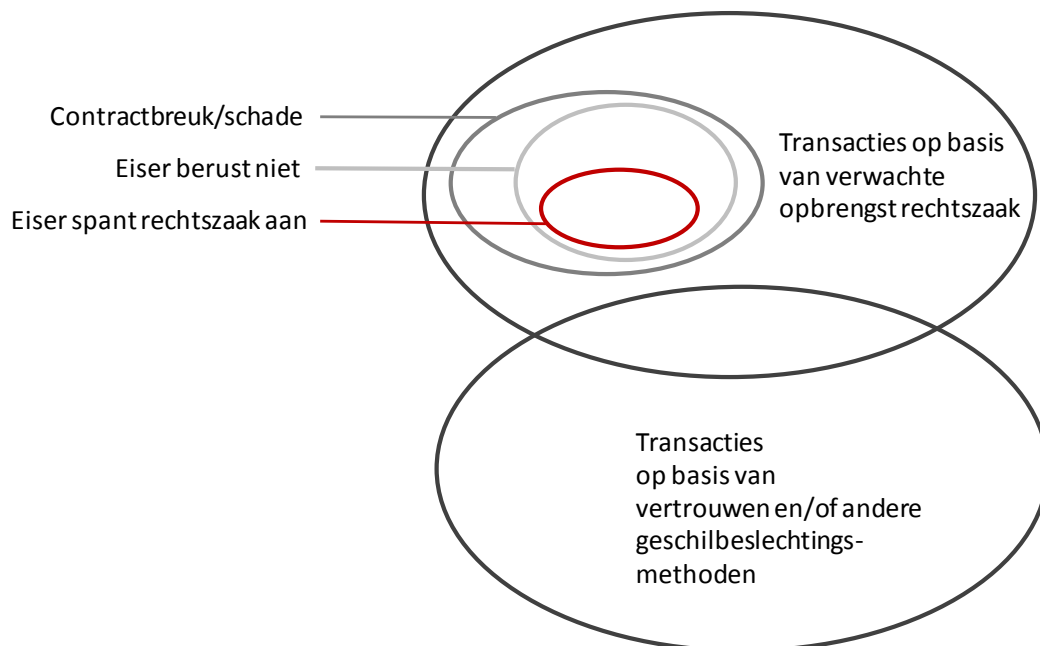 Contractbreuk/schade
Eiser berust niet
Eiser spant rechtszaak aan
Transacties op basis
van verwachte
opbrengst rechtszaak
Transacties
op basis van
vertrouwen en/of andere
geschilbeslechtings-
methoden